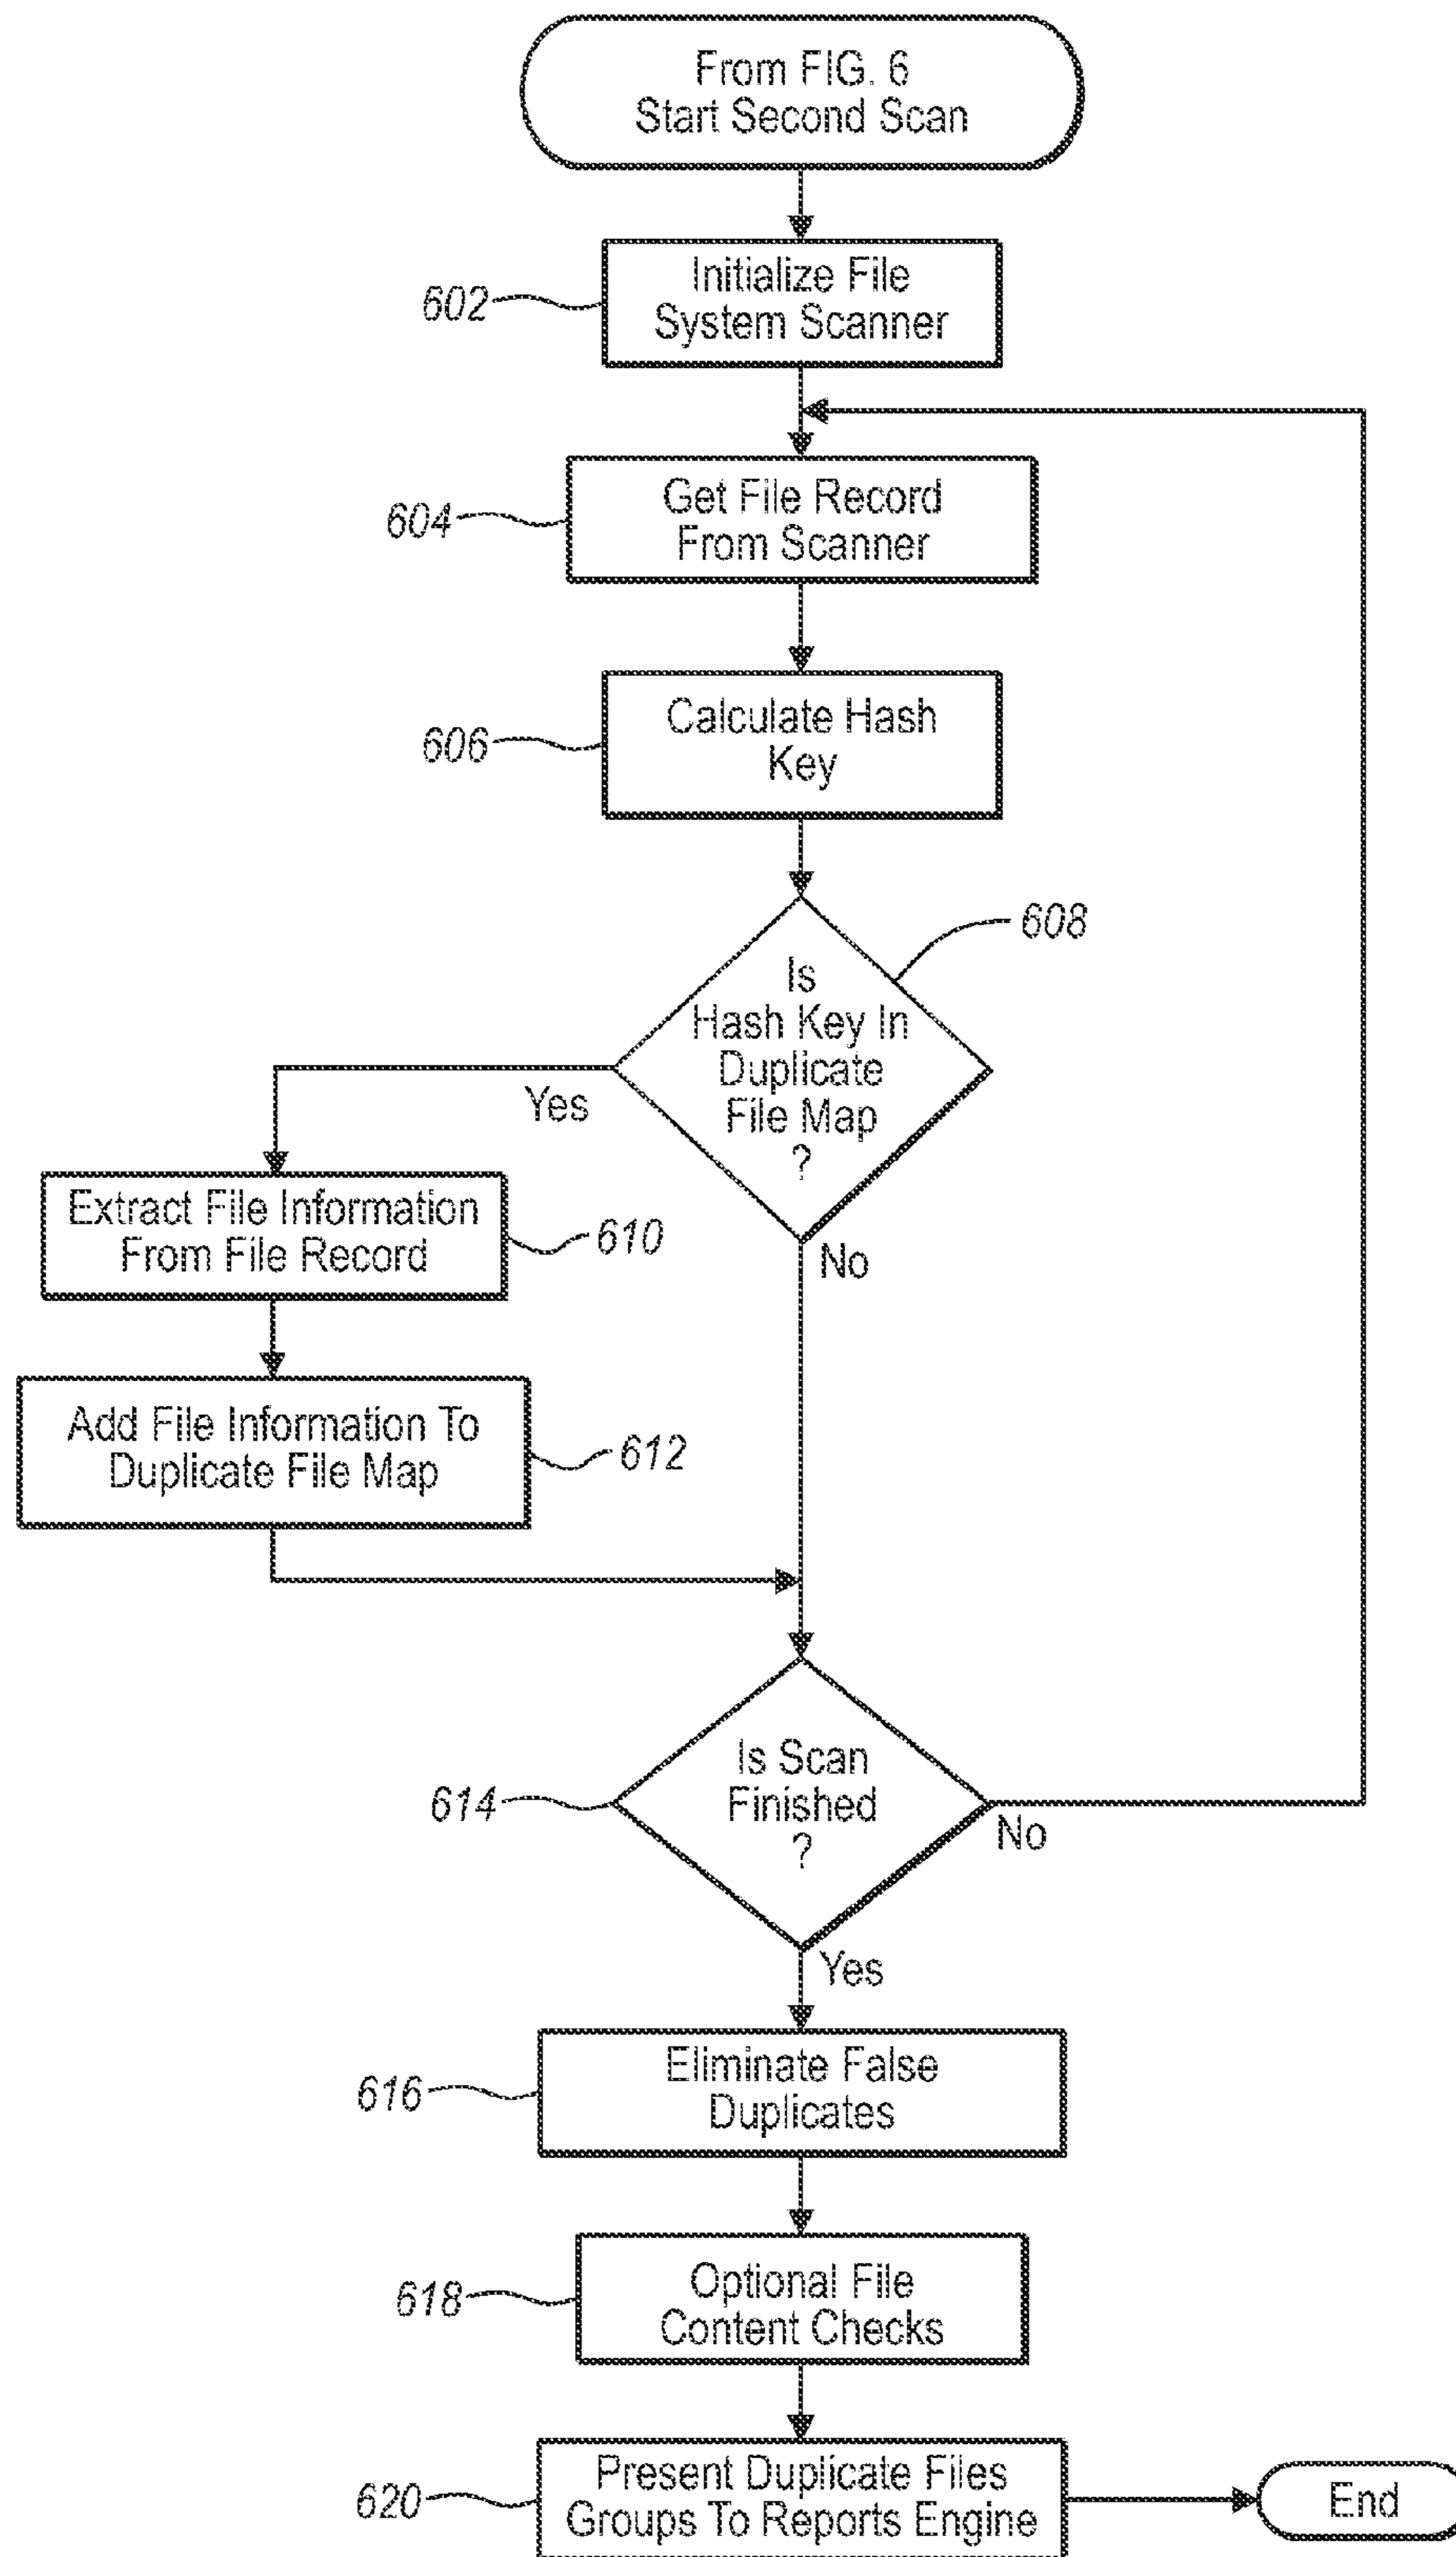 From FIG. 6
Start Second Scan
602
Initialize File
System Scanner
604
Get File Record
From Scanner
606
Calculate Hash
Key
608
Is
Hash Key In
Duplicate
File Map
?
Yes
No
Extract File Information
From File Record
610
Add File Information To
Duplicate File Map
612
614
Is Scan
Finished
?
No
Yes
616
Eliminate False
Duplicates
618
Optional File
Content Checks
620
Present Duplicate Files
Groups To Reports Engine
End